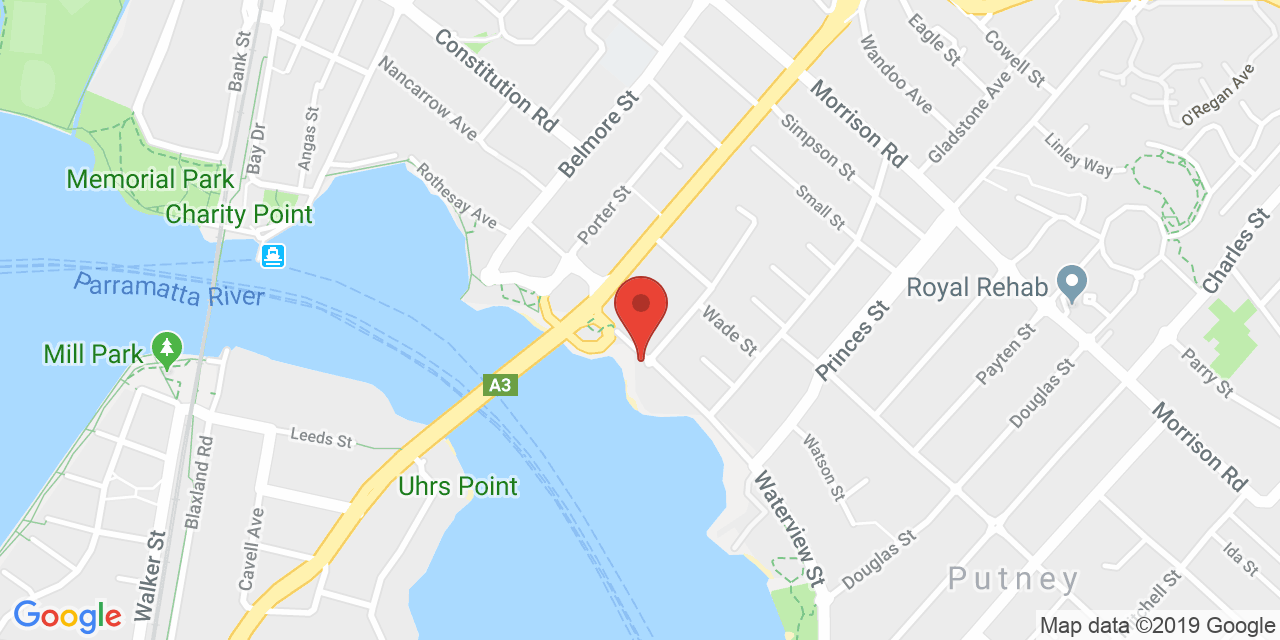 Bank St
Constitution Rd
Nancarrow Ave
Belmore St
Wandoo Ave
Eagle St
Cowell St
Gladstone Ave
O'Regan Ave
Morrison Rd
Simpson St
Linley Way
Angas St
Bay Dr
Memorial Park
Charity Point
Rothesay Ave
Porter St
Small St
Charles St
Parramatta River
Royal Rehab
Wade St
Princes St
Payten St
Mill Park
A3
Douglas St
Parry St
Leeds St
Blaxland Rd
Uhrs Point
Watson St
Morrison Rd
Waterview St
Cavell Ave
Walker St
Douglas St
Putney
Ida St
tchell St
Google
Map data ©2019 Google